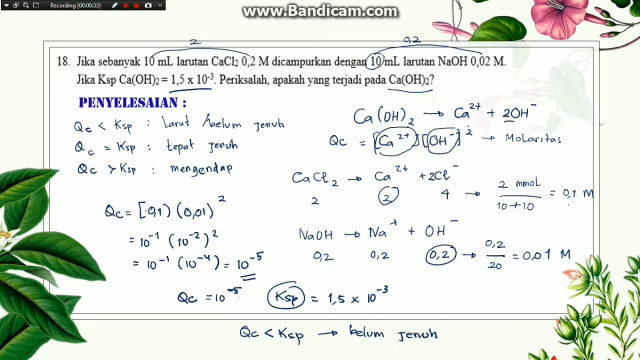 www.Bandicam.com
[00:00:33]
2
0,2
18. Jika sebanyak 10 mL larutan CaCl2 0,2 M dicampurkan dengan 10 mL larutan NaOH 0,02 M.
Jika Ksp Ca(OH)2 = 1,5 x 10⁻³. Periksalah, apakah yang terjadi pada Ca(OH)2?
PENYELESAIAN :
Qc < Ksp : Larut /belum jenuh
Qc = Ksp : tepat jenuh
Qc > Ksp : mengendap
Ca(OH)2 → Ca²⁺ + 2OH⁻
Qc = [Ca²⁺] [OH⁻]² → Molaritas
CaCl2 → Ca²⁺ + 2Cl⁻
2 2 4 → 2 mmol / 10+10 = 0,1 M
NaOH → Na⁺ + OH⁻
0,2 0,2 0,2 → 0,2 / 20 = 0,01 M
Qc = [0,1) (0,01)²
= 10⁻¹ (10⁻²)²
= 10⁻¹ (10⁻⁴) = 10⁻⁵
Qc = 10⁻⁵ Ksp = 1,5 x 10⁻³
Qc < Ksp → belum jenuh